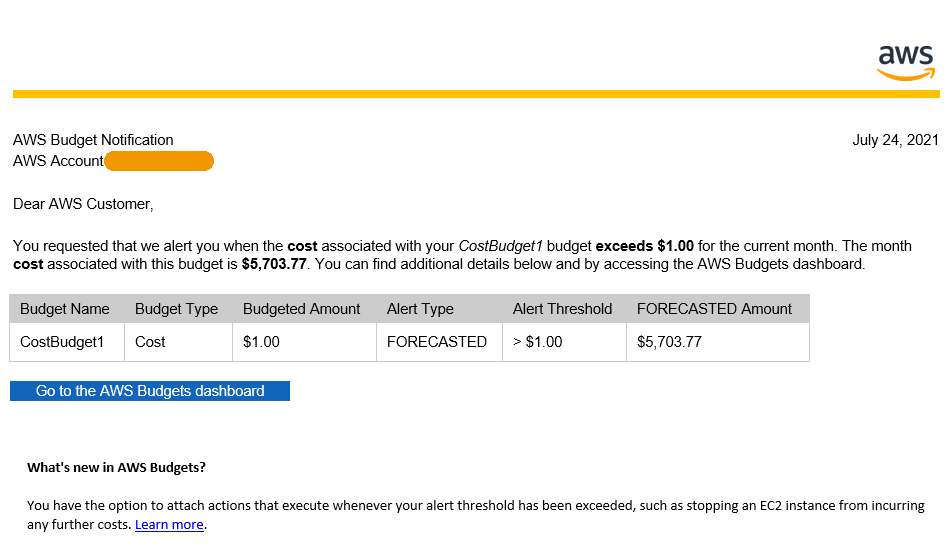 aws
AWS Budget Notification July 24, 2021
AWS Account
Dear AWS Customer,
You requested that we alert you when the cost associated with your CostBudget1 budget exceeds $1.00 for the current month. The month
cost associated with this budget is $5,703.77. You can find additional details below and by accessing the AWS Budgets dashboard.
Budget Name Budget Type Budgeted Amount Alert Type Alert Threshold FORECASTED Amount
CostBudget1 Cost $1.00 FORECASTED > $1.00 $5,703.77
Go to the AWS Budgets dashboard
What's new in AWS Budgets?
You have the option to attach actions that execute whenever your alert threshold has been exceeded, such as stopping an EC2 instance from incurring
any further costs. Learn more.